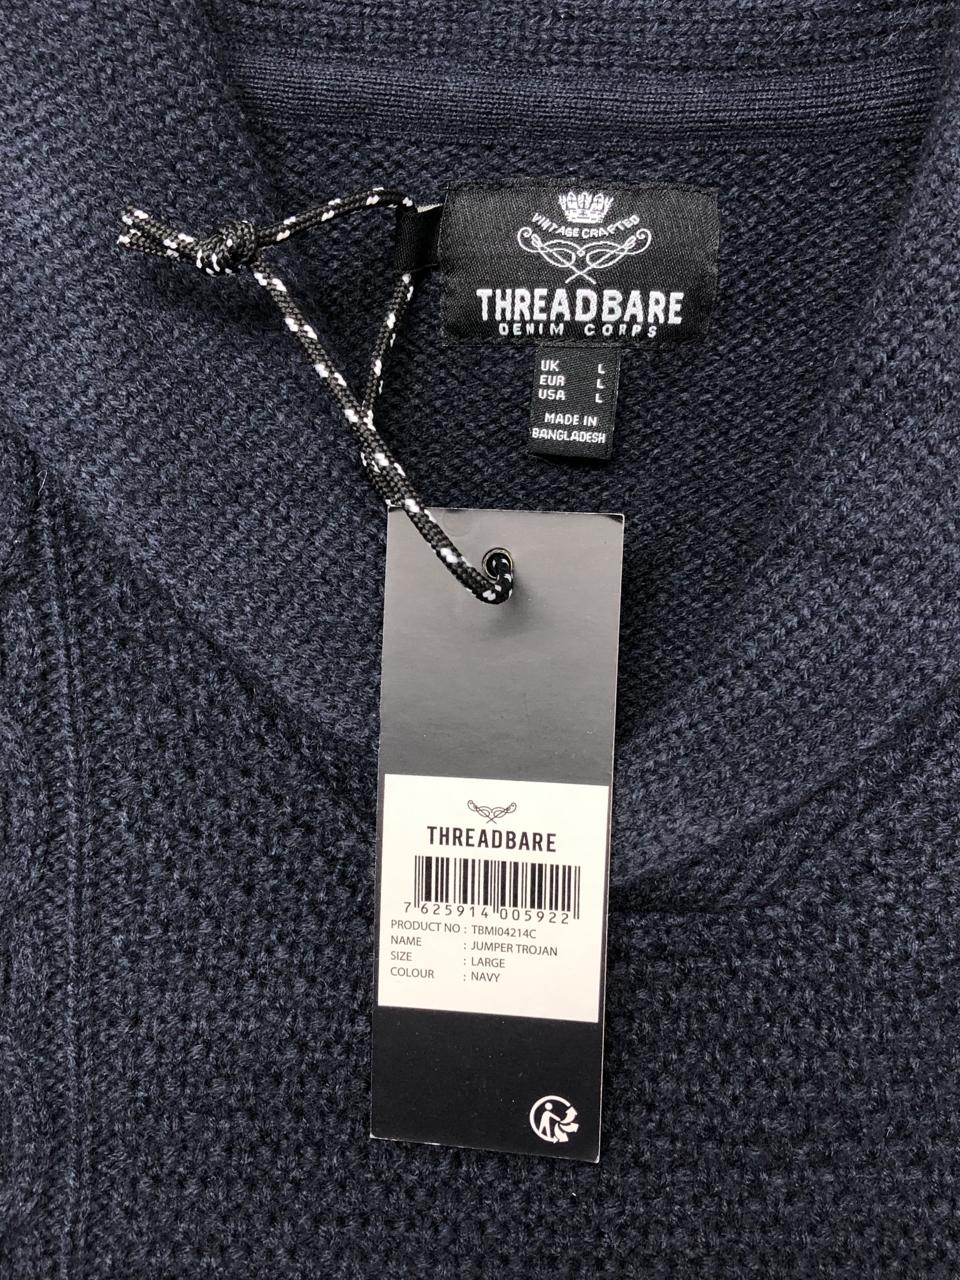 VINTAGE CRAFTED
THREADBARE
DENIM CORPS
UK L
EUR L
USA L
MADE IN
BANGLADESH
THREADBARE
7 625914 005922
PRODUCT NO : TBMI04214C
NAME : JUMPER TROJAN
SIZE : LARGE
COLOUR : NAVY